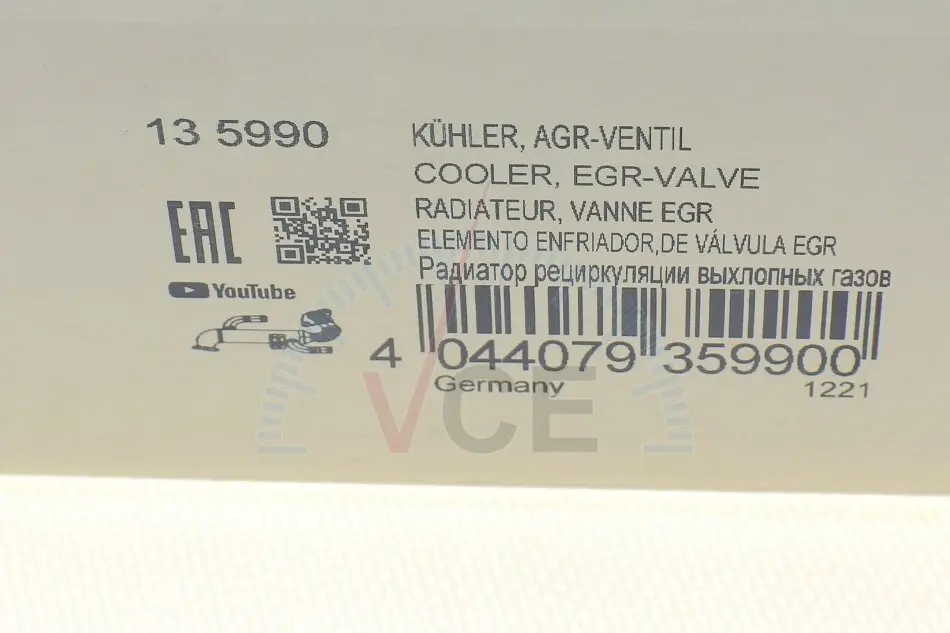 13 5990
KÜHLER, AGR-VENTIL
COOLER, EGR-VALVE
RADIATEUR, VANNE EGR
ELEMENTO ENFRIADOR,DE VÁLVULA EGR
Радиатор рециркуляции выхлопных газов
EAC
YouTube
4 044079 359900
Germany
1221
VCE